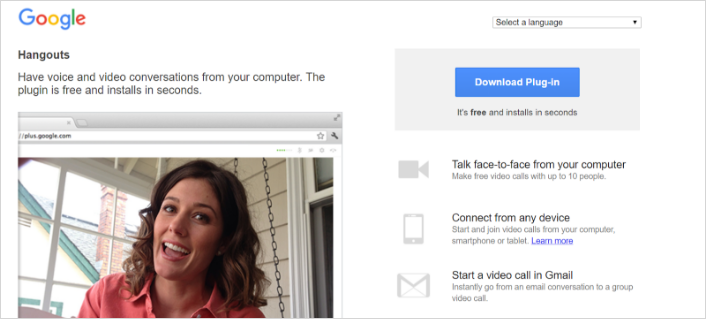 Google
Select a language
Hangouts
Have voice and video conversations from your computer. The
plugin is free and installs in seconds.
Download Plug-in
It's free and installs in seconds
//plus.google.com
Talk face-to-face from your computer
Make free video calls with up to 10 people.
Connect from any device
Start and join video calls from your computer,
smartphone or tablet. Learn more
Start a video call in Gmail
Instantly go from an email conversation to a group
video call.